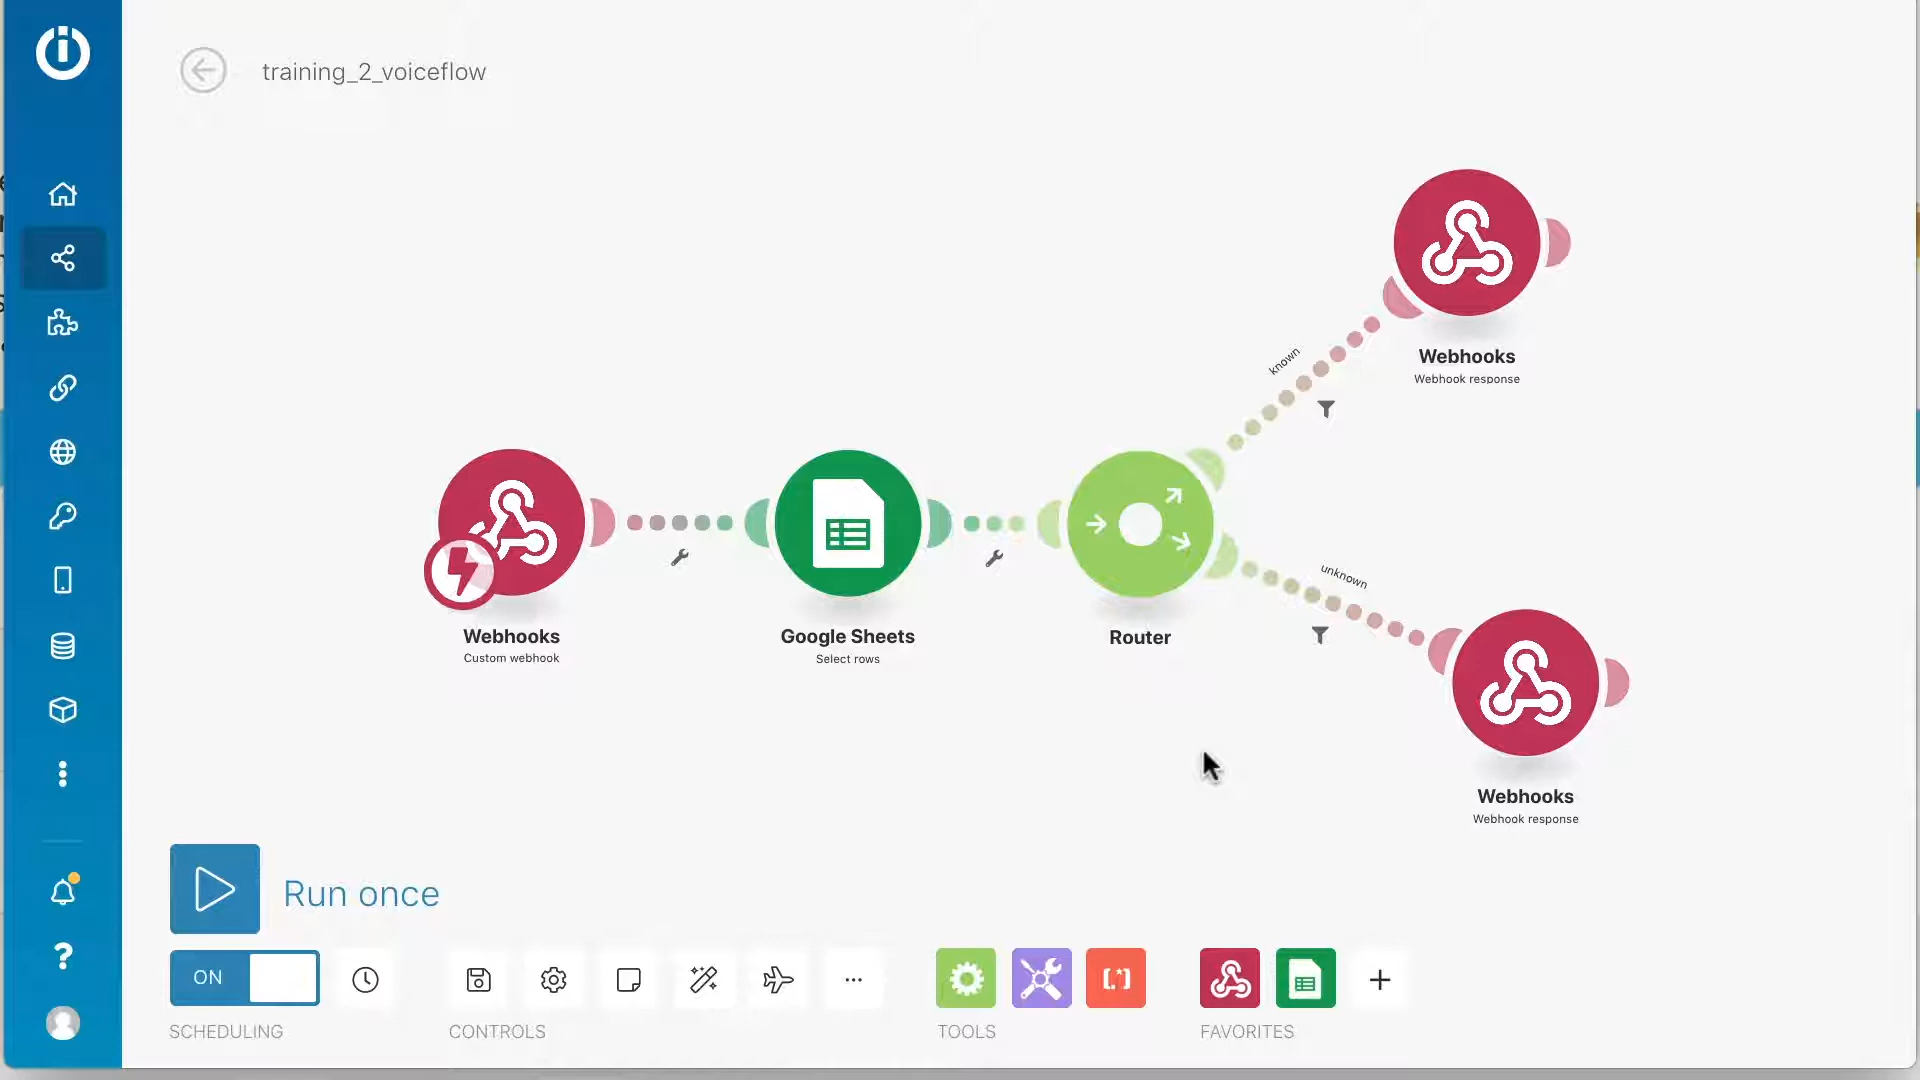 training_2_voiceflow
known
Webhooks
Webhook response
unknown
Webhooks
Custom webhook
Google Sheets
Select rows
Router
Webhooks
Webhook response
Run once
ON
SCHEDULING
CONTROLS
TOOLS
FAVORITES